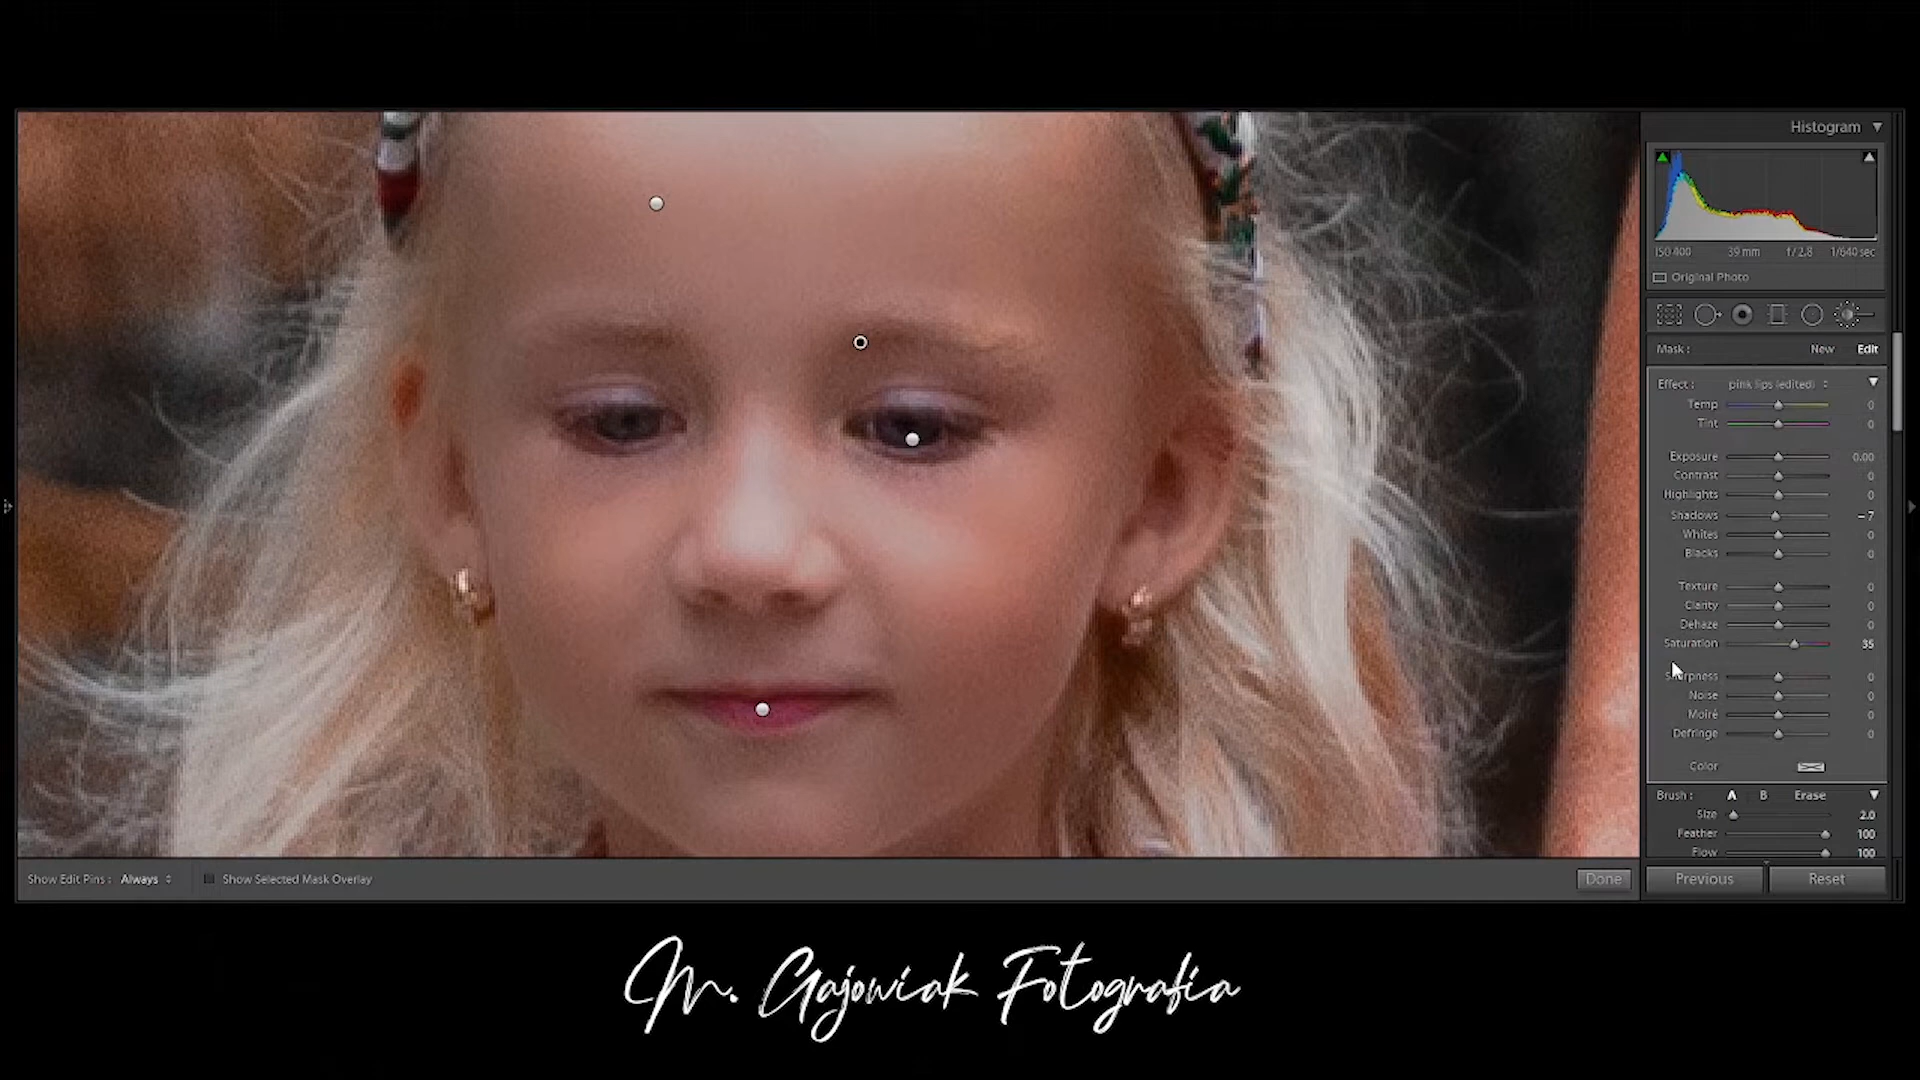 Histogram
ISO 400 39 mm f/2,8 1/640 sec
Original Photo
Mask : New Edit
Effect : pink lips (edited)
Temp 0
Tint 0
Exposure 0.00
Contrast 0
Highlights 0
Shadows −7
Whites 0
Blacks 0
Texture 0
Clarity 0
Dehaze 0
Saturation 35
Sharpness 0
Noise 0
Moiré 0
Defringe 0
Color
Brush : A B Erase
Size 2.0
Feather 100
Flow 100
Show Edit Pins : Always Show Selected Mask Overlay Done
Previous Reset
M. Gajowiak Fotografia